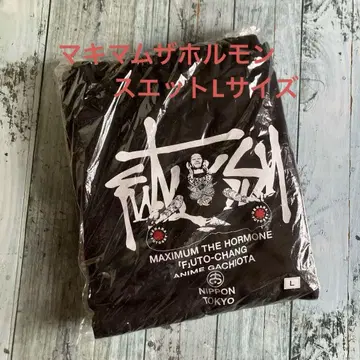 マキマムザホルモン
スエットLサイズ
MAXIMUM THE HORMONE
「F」UTO-CHANG
ANIME GACHIOTA
NIPPON
TOKYO
L